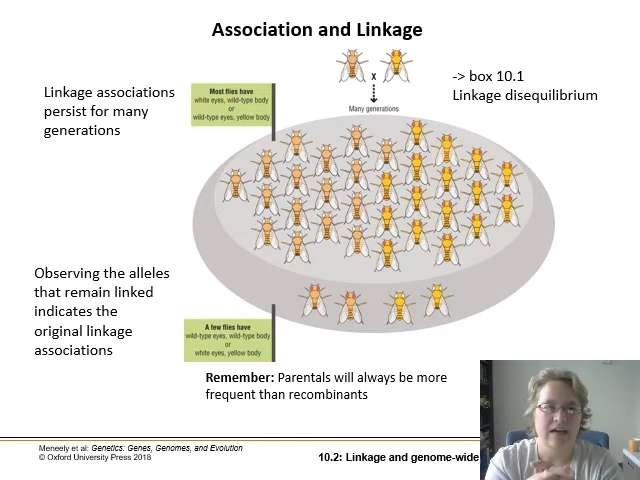 Association and Linkage
Linkage associations
persist for many
generations
Most flies have
white eyes, wild-type body
or
wild-type eyes, yellow body
x
Many generations
-> box 10.1
Linkage disequilibrium
Observing the alleles
that remain linked
indicates the
original linkage
associations
A few flies have
wild-type eyes, wild-type body
or
white eyes, yellow body
Remember: Parentals will always be more
frequent than recombinants
Meneely et al: Genetics: Genes, Genomes, and Evolution
© Oxford University Press 2018
10.2: Linkage and genome-wide